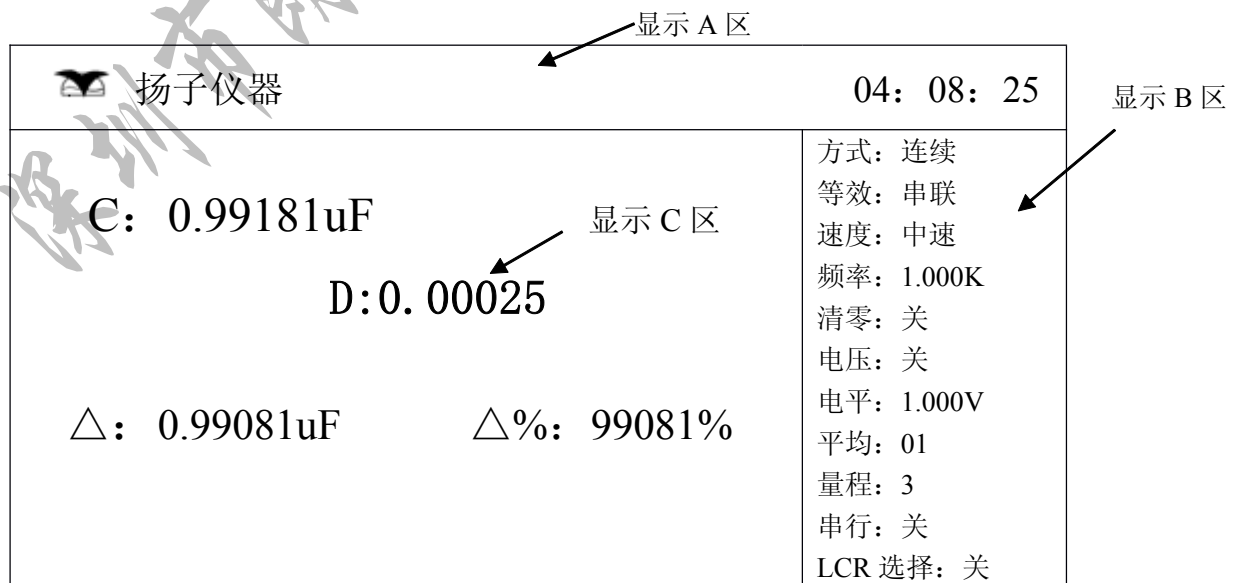 显示 A 区
扬子仪器
04：08：25
显示 B 区
C：0.99181uF
显示 C 区
D:0.00025
△：0.99081uF
△%：99081%
方式：连续
等效：串联
速度：中速
频率：1.000K
清零：关
电压：关
电平：1.000V
平均：01
量程：3
串行：关
LCR 选择：关
深圳市